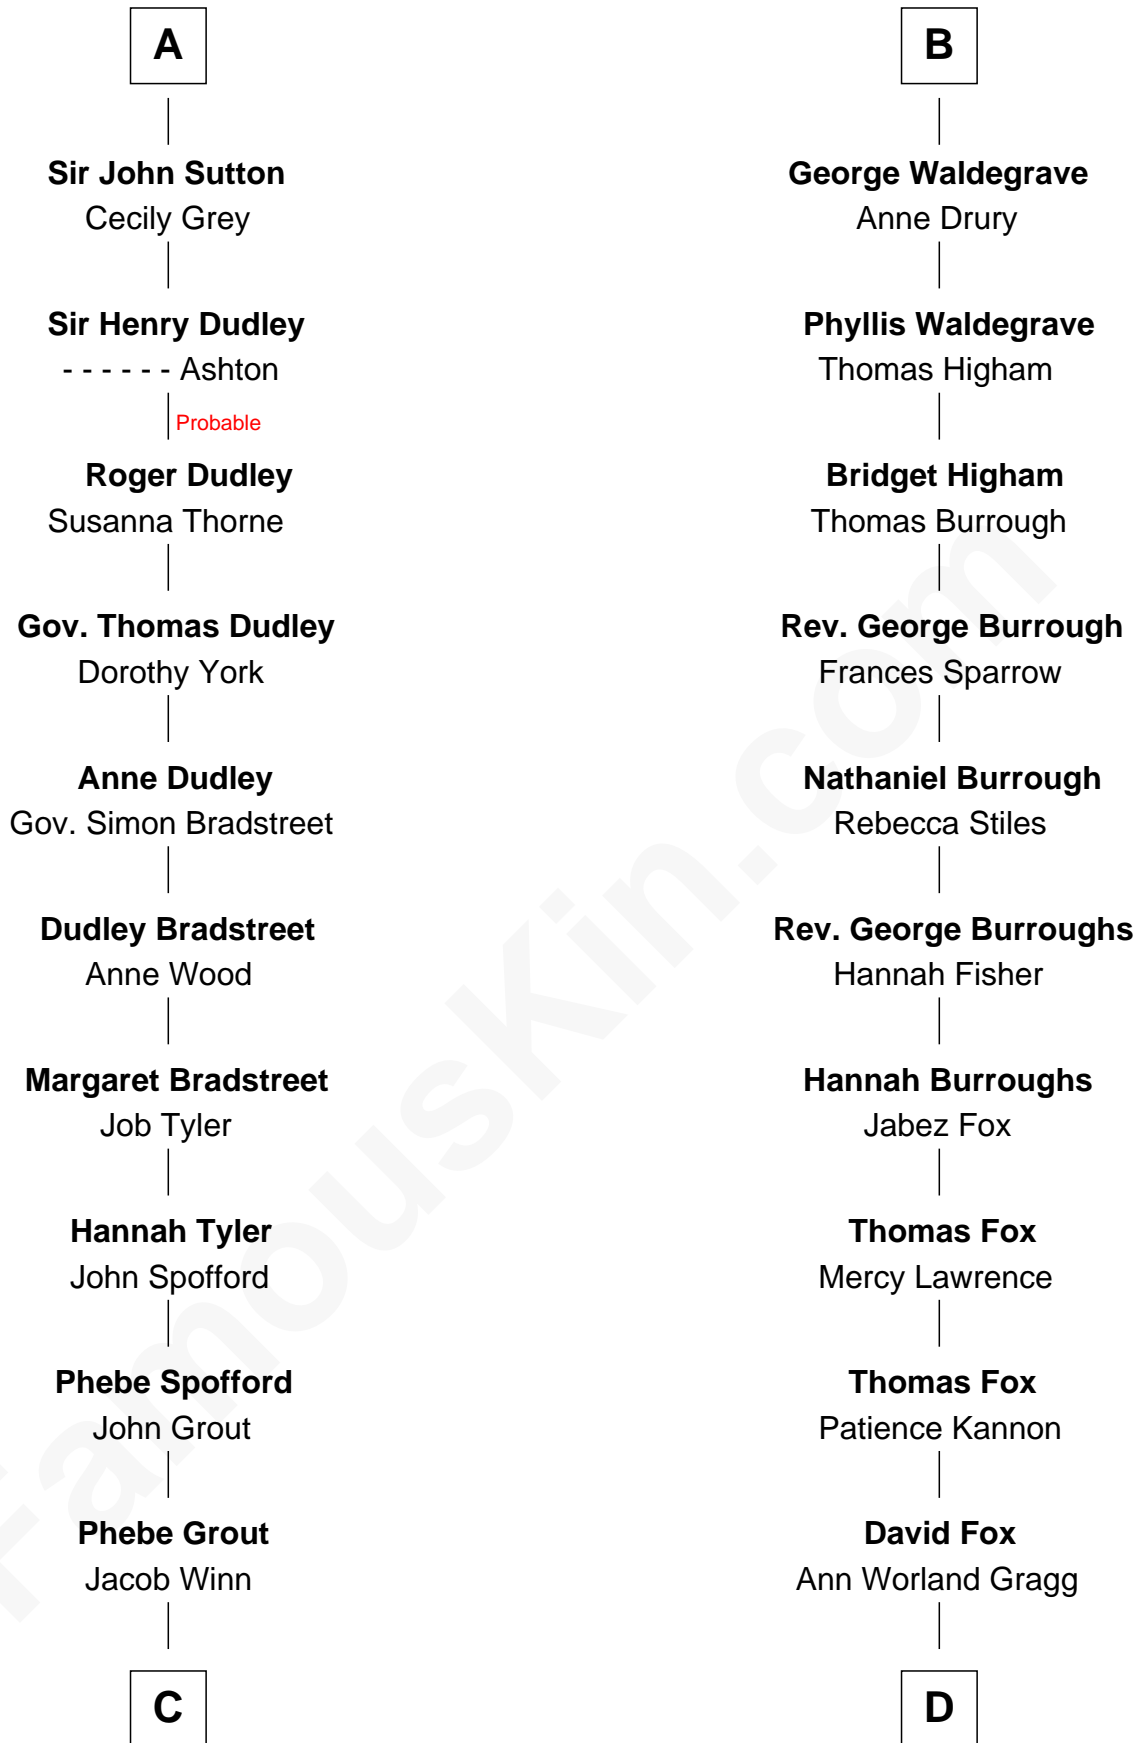 A
Sir John Sutton
Cecily Grey
Sir Henry Dudley
- - - - - - Ashton
Probable
Roger Dudley
Susanna Thorne
Gov. Thomas Dudley
Dorothy York
Anne Dudley
Gov. Simon Bradstreet
Dudley Bradstreet
Anne Wood
Margaret Bradstreet
Job Tyler
Hannah Tyler
John Spofford
Phebe Spofford
John Grout
Phebe Grout
Jacob Winn
C
B
George Waldegrave
Anne Drury
Phyllis Waldegrave
Thomas Higham
Bridget Higham
Thomas Burrough
Rev. George Burrough
Frances Sparrow
Nathaniel Burrough
Rebecca Stiles
Rev. George Burroughs
Hannah Fisher
Hannah Burroughs
Jabez Fox
Thomas Fox
Mercy Lawrence
Thomas Fox
Patience Kannon
David Fox
Ann Worland Gragg
D
FamousKin.com